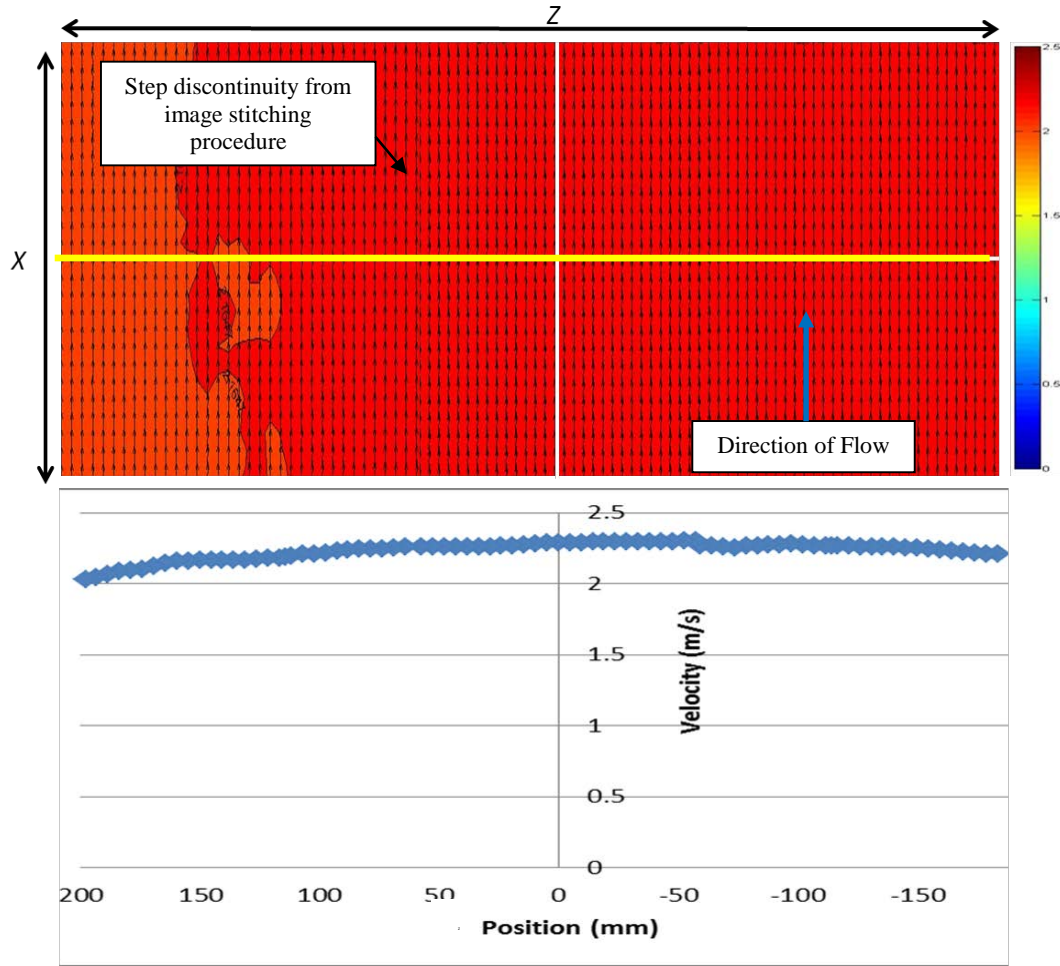 Z
Step discontinuity from
image stitching
procedure
X
Direction of Flow
2.5
2
1.5
1
0.5
0
2.5
2
1.5
1
0.5
0
Velocity (m/s)
200 150 100 50 0 -50 -100 -150
Position (mm)